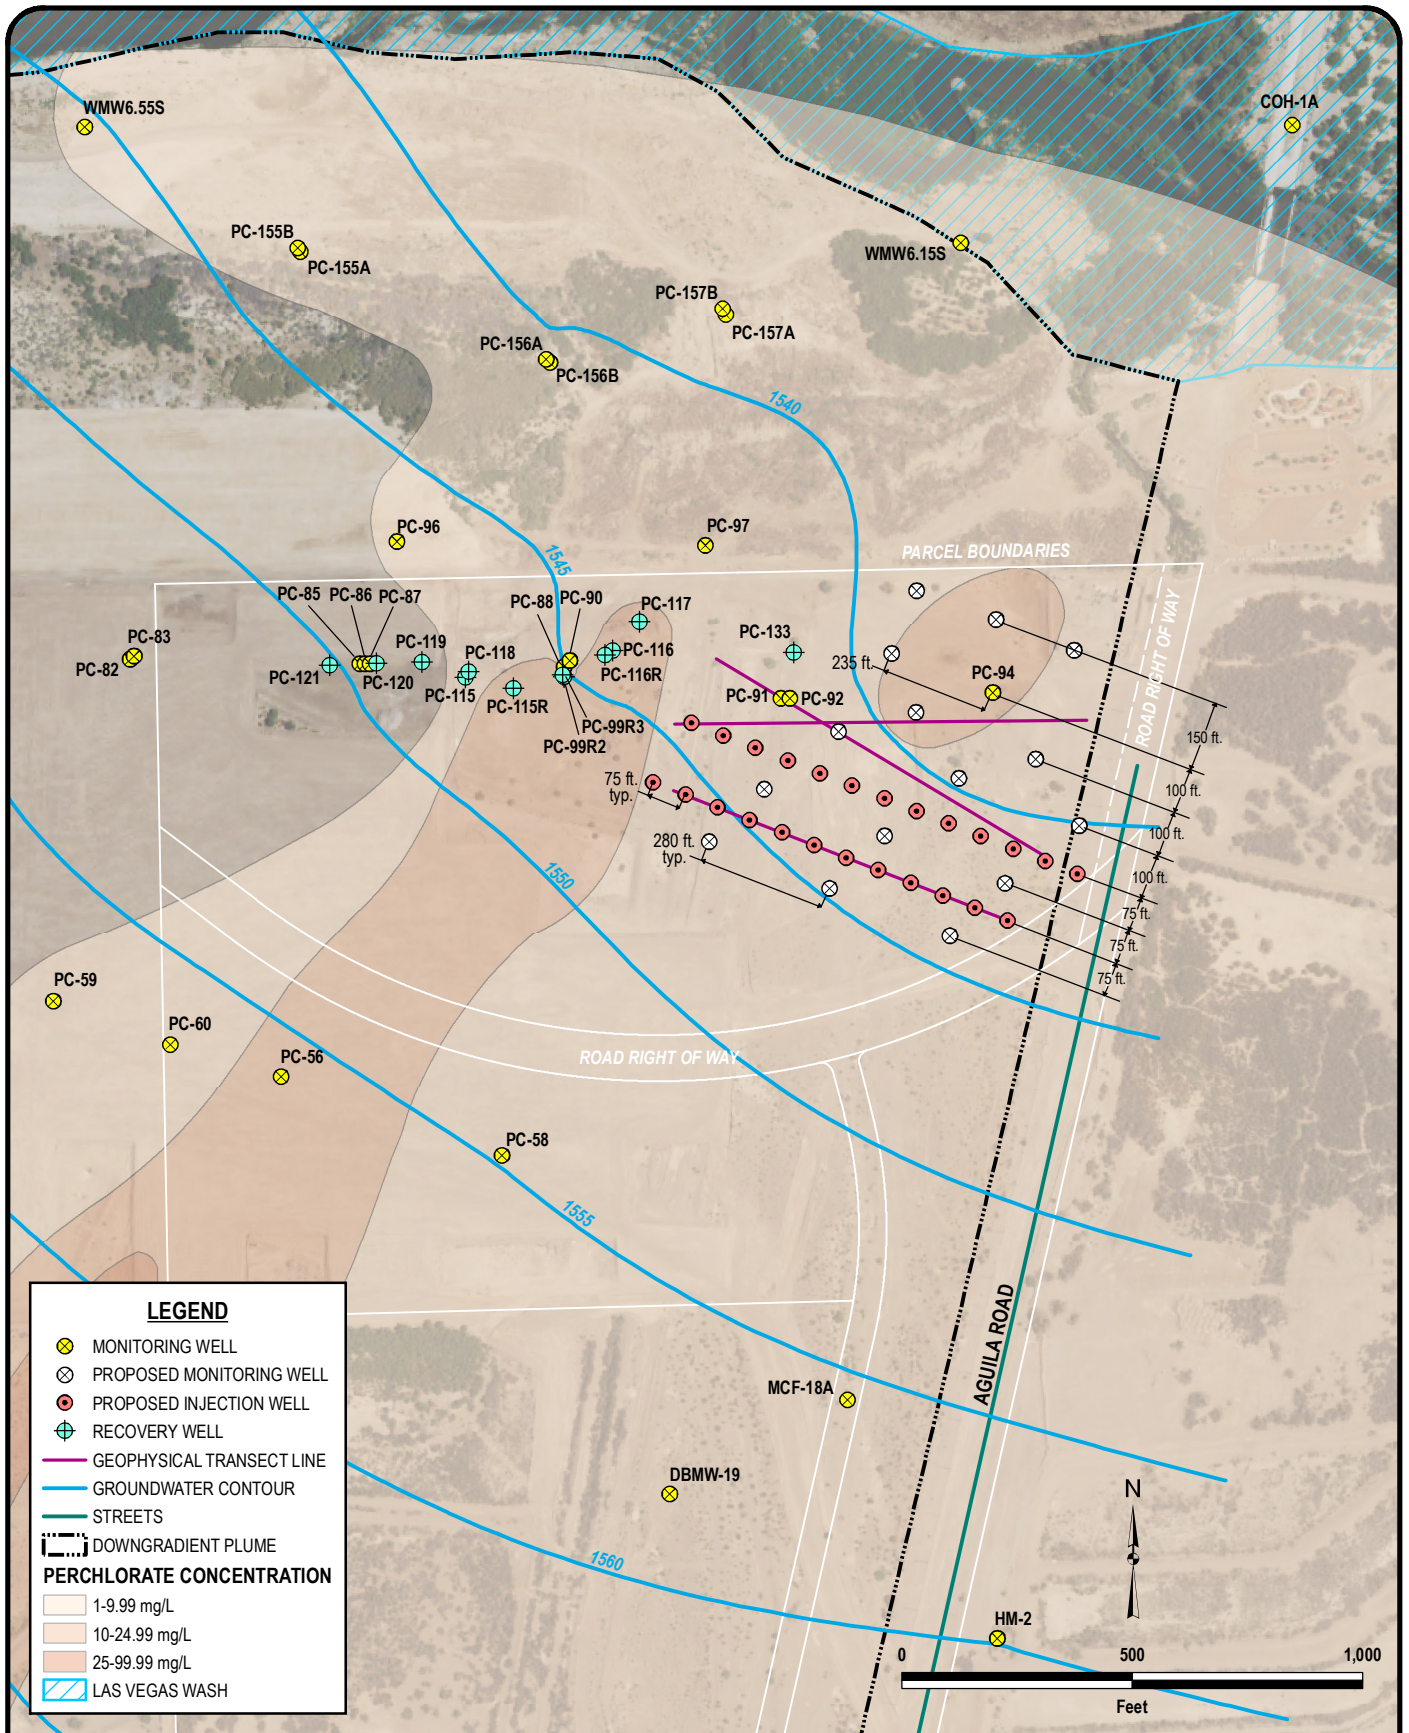 WMW6.55S
COH-1A
PC-155B
PC-155A
WMW6.15S
PC-157B
PC-157A
PC-156A
PC-156B
1540
PC-96
PC-97
1545
PARCEL BOUNDARIES
PC-85
PC-86
PC-87
PC-88
PC-90
PC-117
PC-133
ROAD RIGHT OF WAY
PC-83
PC-82
PC-119
PC-118
PC-116
PC-116R
235 ft.
PC-94
PC-121
PC-120
PC-115
PC-115R
PC-91
PC-92
PC-99R3
PC-99R2
150 ft.
75 ft.
typ.
100 ft.
280 ft.
typ.
100 ft.
1550
100 ft.
75 ft.
75 ft.
75 ft.
PC-59
PC-60
PC-56
ROAD RIGHT OF WAY
PC-58
1555
AGUILA ROAD
MCF-18A
DBMW-19
1560
HM-2
N
0
500
1,000
Feet
LEGEND
MONITORING WELL
PROPOSED MONITORING WELL
PROPOSED INJECTION WELL
RECOVERY WELL
GEOPHYSICAL TRANSECT LINE
GROUNDWATER CONTOUR
STREETS
DOWNGRADIENT PLUME
PERCHLORATE CONCENTRATION
1-9.99 mg/L
10-24.99 mg/L
25-99.99 mg/L
LAS VEGAS WASH